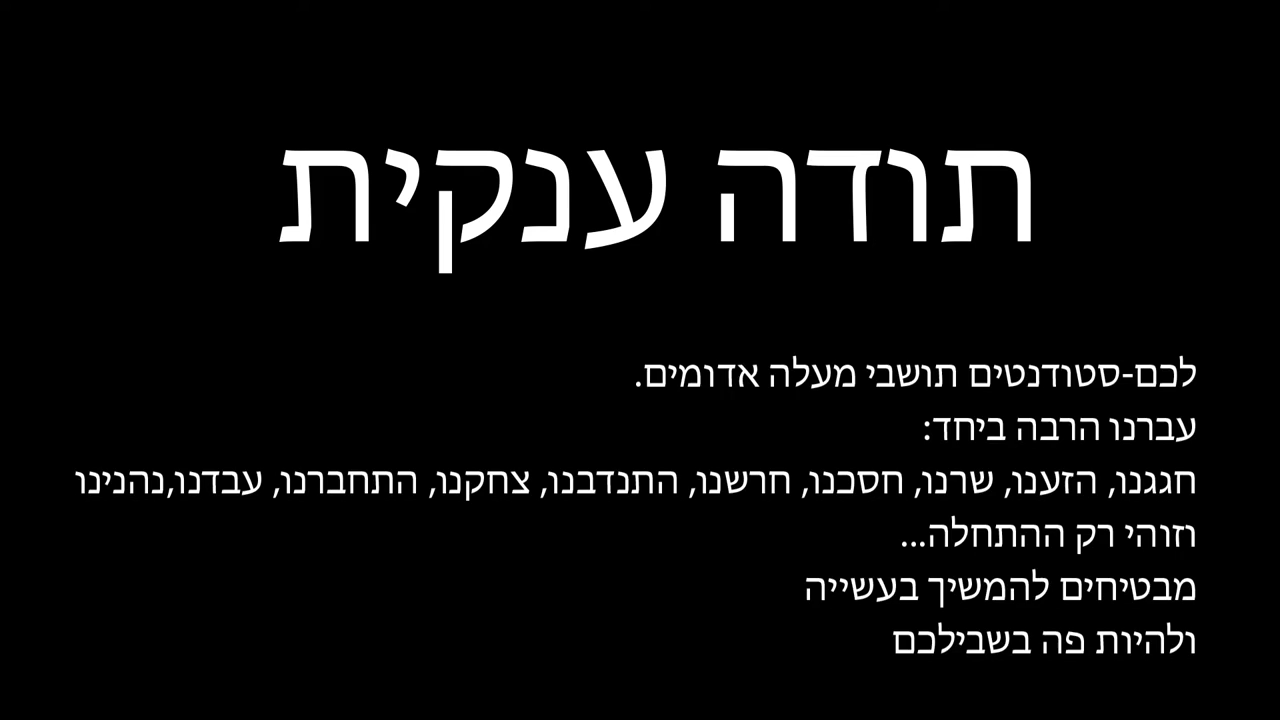 תודה ענקית
לכם-סטודנטים תושבי מעלה אדומים.
עברנו הרבה ביחד:
חגגנו, הזענו, שרנו, חסכנו, חרשנו, התנדבנו, צחקנו, התחברנו, עבדנו,נהנינו
וזוהי רק ההתחלה...
מבטיחים להמשיך בעשייה
ולהיות פה בשבילכם